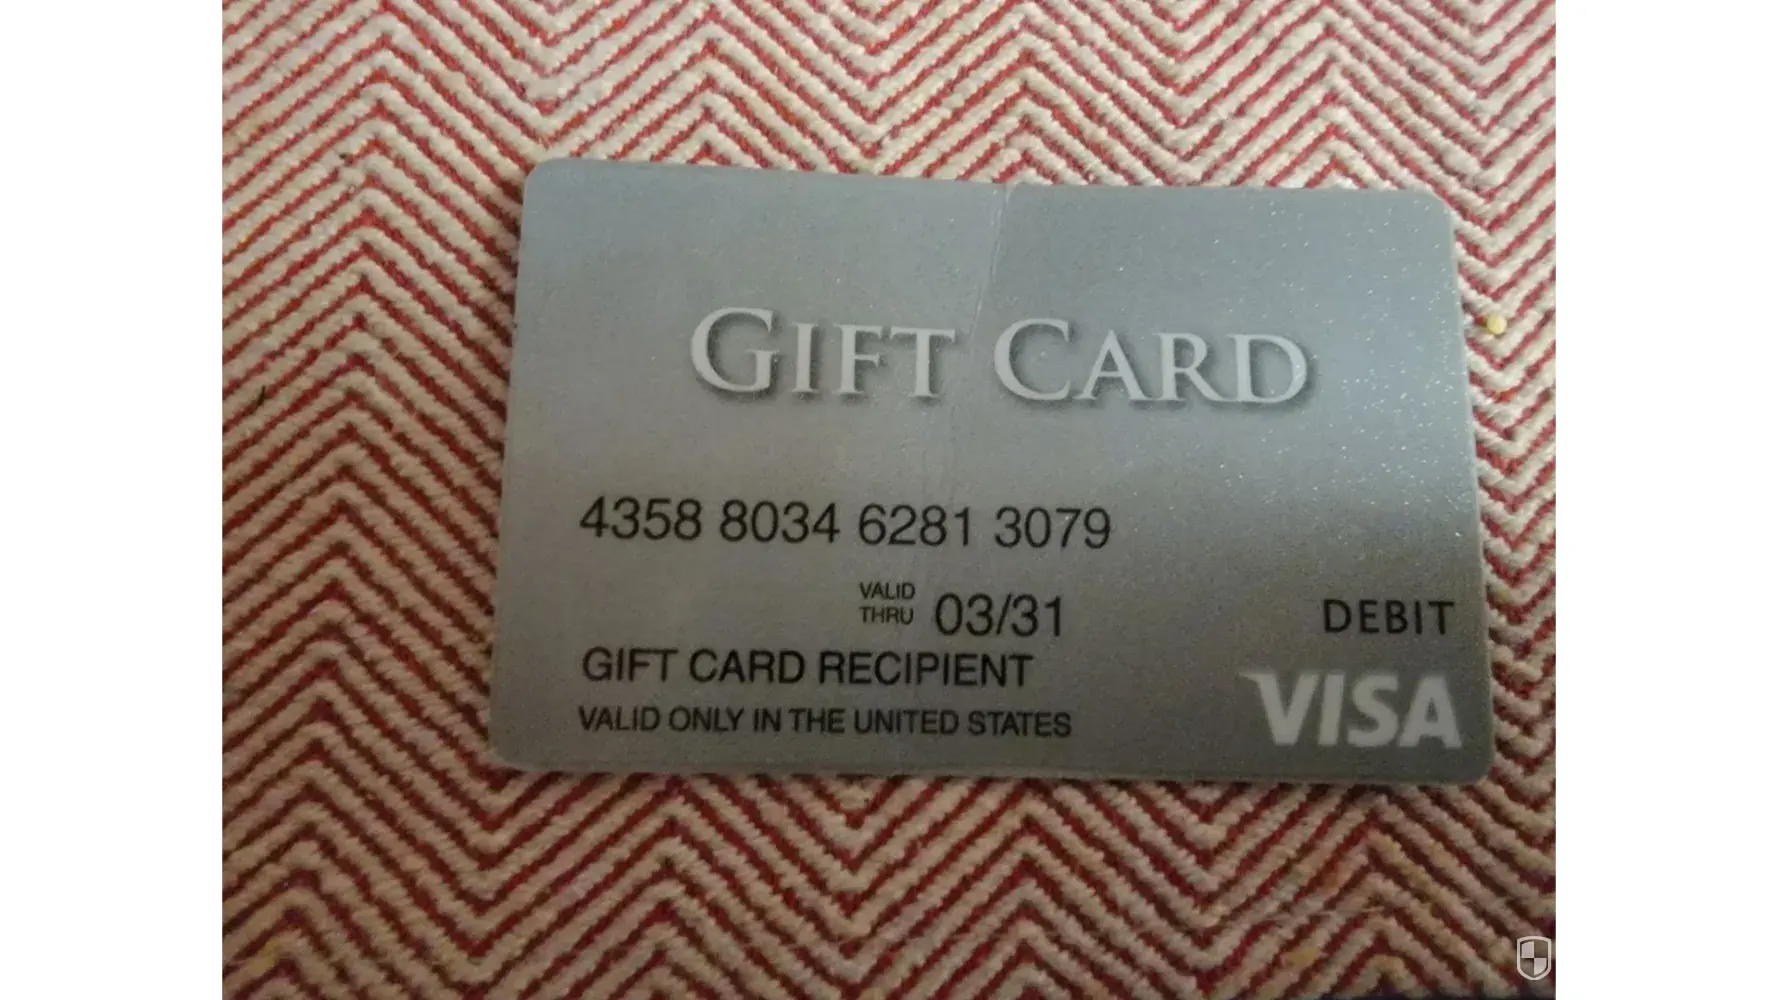 GIFT CARD
4358 8034 6281 3079
VALID
THRU 03/31
DEBIT
GIFT CARD RECIPIENT
VISA
VALID ONLY IN THE UNITED STATES